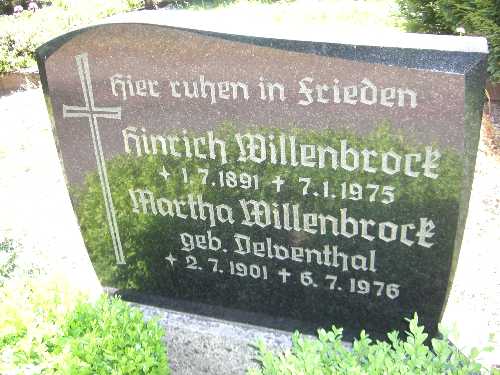 Hier ruhen in Frieden
Hinrich Willenbrock
* 1.7.1891 + 7.1.1975
Martha Willenbrock
geb. Delventhal
* 2.7.1901 + 6.7.1976